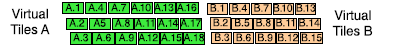 Virtual Tiles A
A.1 A.4 A.7 A.10 A.13 A.16
A.2 A5 A.8 A.11 A.14 A.17
A.3 A.6 A.9 A.12 A.15 A.18
B.1 B.4 B.7 B.10 B.13
B.2 B.5 B.8 B.11 B.14
B.3 B.6 B.9 B.12 B.15
Virtual Tiles B